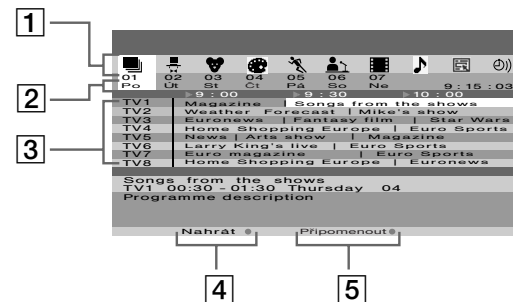 1
01 02 03 04 05 06 07
Po Út St Čt Pá So Ne 9:15:03
2
9:00 9:30 10:00
TV1 Magazine | Songs from the shows
TV2 Weather Forecast | Mike's show
TV3 Euronews | Fantasy film | Star Wars
TV4 Home Shopping Europe | Euro Sports
3
TV5 News | Arts show | Magazine
TV6 Larry King's live | Euro Sports
TV7 Euro magazine | Euro Sports
TV8 Home Shopping Europe | Euronews
Songs from the shows
TV1 00:30 - 01:30 Thursday 04
Programme description
Nahrát Připomenout
4 5